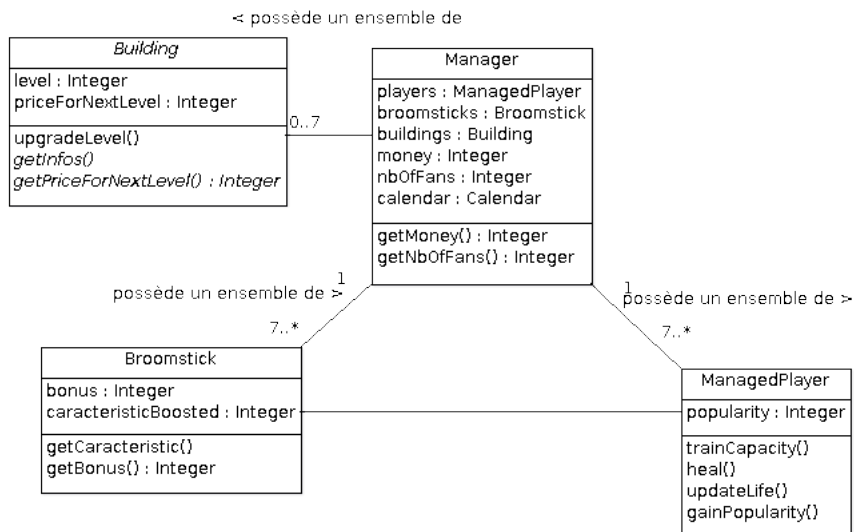 < possède un ensemble de
Building
level : Integer
priceForNextLevel : Integer
upgradeLevel()
getInfos()
getPriceForNextLevel() : Integer
0..7
Manager
players : ManagedPlayer
broomsticks : Broomstick
buildings : Building
money : Integer
nbOfFans : Integer
calendar : Calendar
getMoney() : Integer
getNbOfFans() : Integer
1
possède un ensemble de >
7..*
1
possède un ensemble de >
7..*
Broomstick
bonus : Integer
caracteristicBoosted : Integer
getCaracteristic()
getBonus() : Integer
ManagedPlayer
popularity : Integer
trainCapacity()
heal()
updateLife()
gainPopularity()